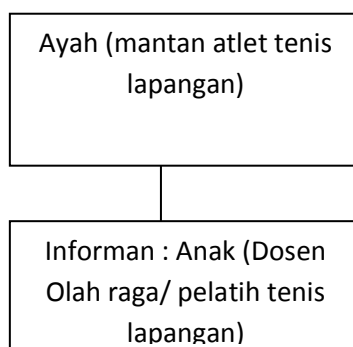 Ayah (mantan atlet tenis
lapangan)
Informan : Anak (Dosen
Olah raga/ pelatih tenis
lapangan)